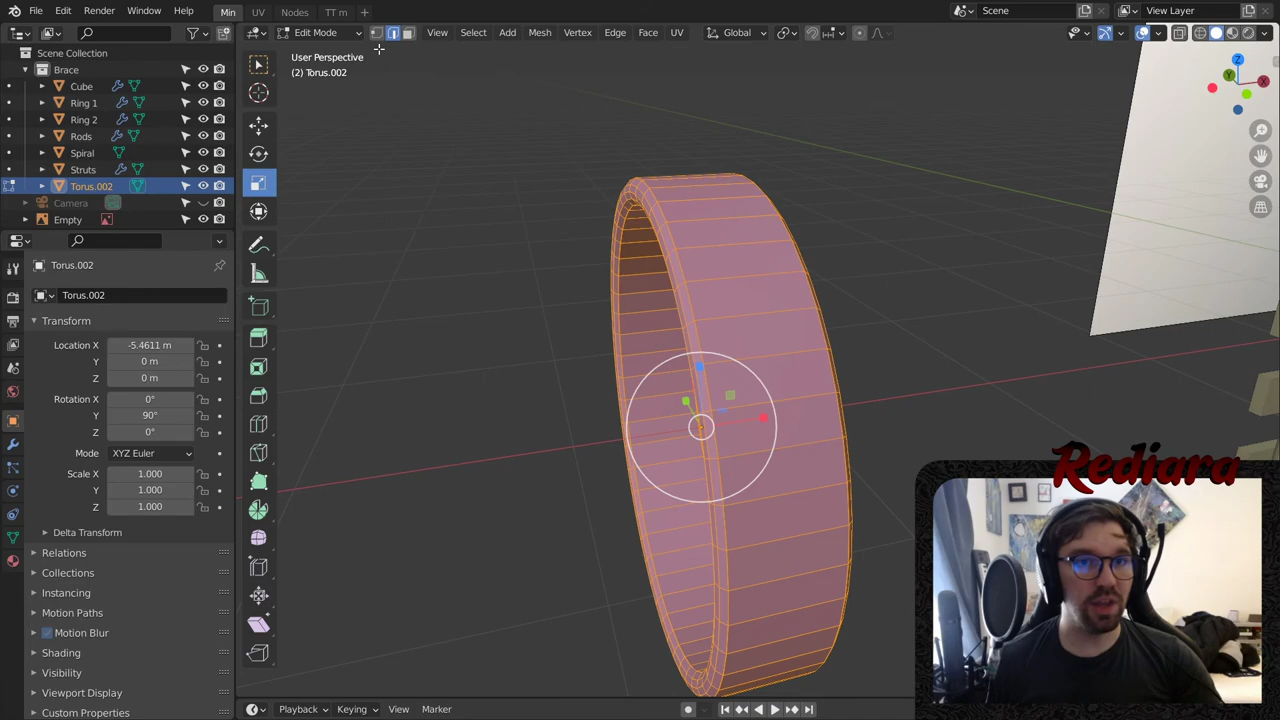 File Edit Render Window Help Min UV Nodes TT m + Scene View Layer
Edit Mode View Select Add Mesh Vertex Edge Face UV Global
User Perspective
(2) Torus.002
Scene Collection
Brace
Cube
Ring 1
Ring 2
Rods
Spiral
Struts
Torus.002
Camera
Empty
Z
Y
X
Torus.002
Torus.002
Transform
Location X -5.4611 m
Y 0 m
Z 0 m
Rotation X 0°
Y 90°
Z 0°
Mode XYZ Euler
Scale X 1.000
Y 1.000
Z 1.000
Delta Transform
Relations
Collections
Instancing
Motion Paths
Motion Blur
Shading
Visibility
Viewport Display
Custom Properties
Rediara
Playback Keying View Marker